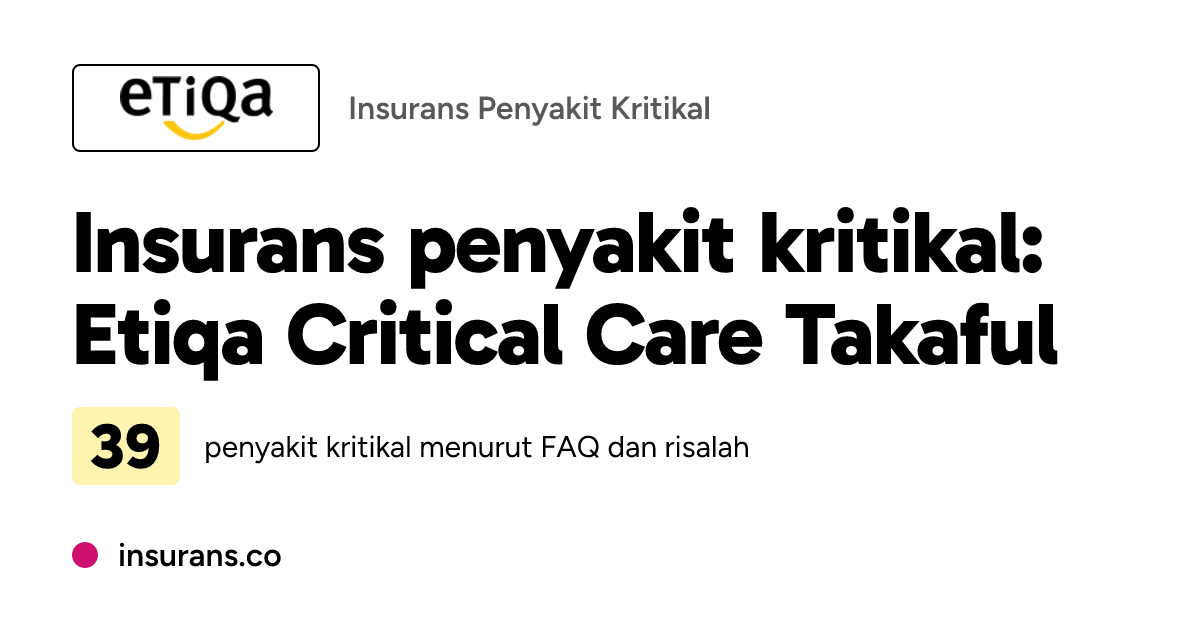 eTiQa
Insurans Penyakit Kritikal
Insurans penyakit kritikal:
Etiqa Critical Care Takaful
39
penyakit kritikal menurut FAQ dan risalah
insurans.co